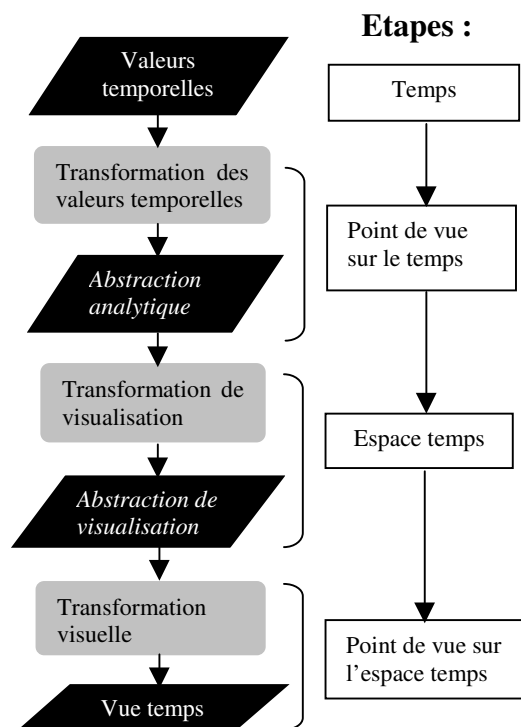 Etapes :
Valeurs
temporelles
Temps
Transformation des
valeurs temporelles
Point de vue
sur le temps
Abstraction
analytique
Transformation de
visualisation
Espace temps
Abstraction de
visualisation
Transformation
visuelle
Point de vue sur
l'espace temps
Vue temps